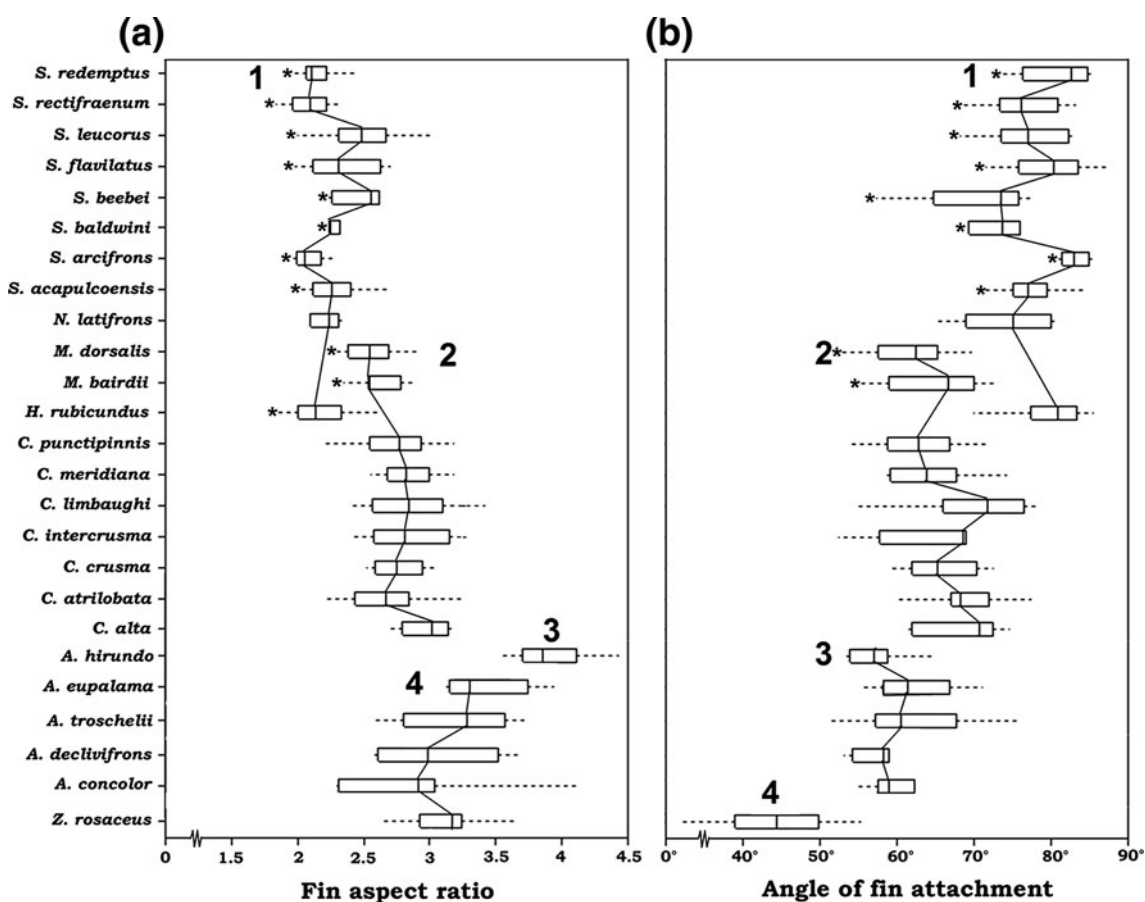 (a) (b)
S. redemptus
S. rectifraenum
S. leucorus
S. flavilatus
S. beebei
S. baldwini
S. arcifrons
S. acapulcoensis
N. latifrons
M. dorsalis
M. bairdii
H. rubicundus
C. punctipinnis
C. meridiana
C. limbaughi
C. intercrusma
C. crusma
C. atrilobata
C. alta
A. hirundo
A. eupalama
A. troschelii
A. declivifrons
A. concolor
Z. rosaceus
1
2
3
4
0 2 2.5 3 3.5 4 4.5
Fin aspect ratio
1
2
3
4
0° 40° 50° 60° 70° 80° 90°
Angle of fin attachment